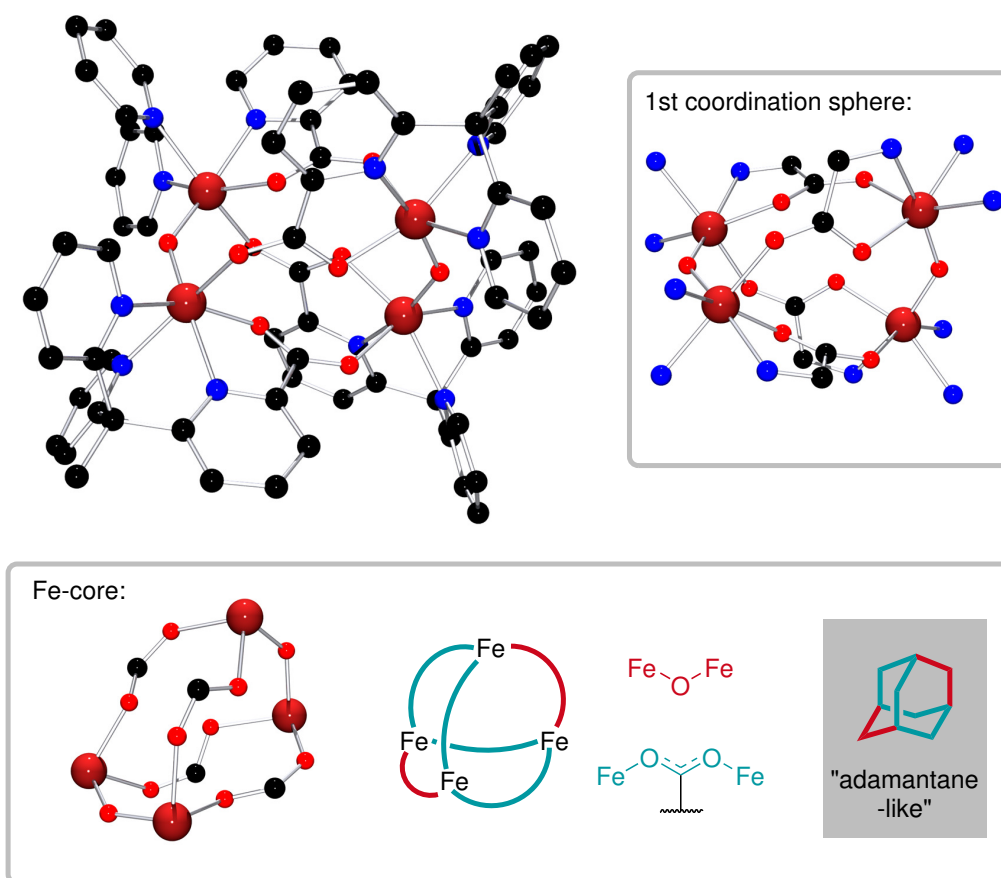 1st coordination sphere:
Fe-core:
Fe
Fe
Fe
Fe
Fe O Fe
O O
Fe Fe
"adamantane
-like"